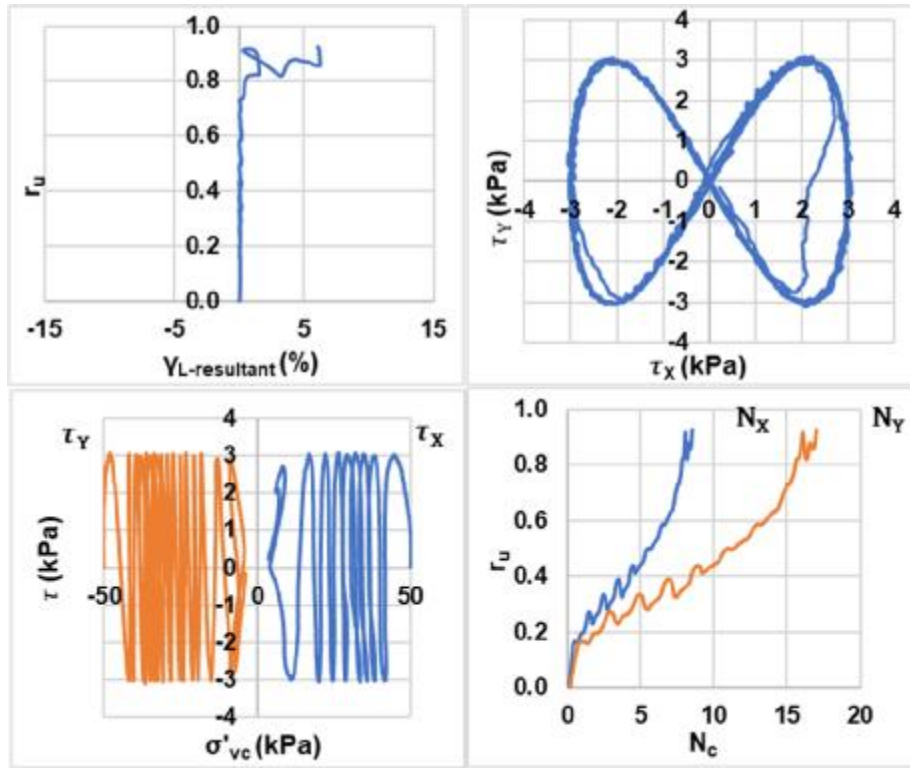 1.0
0.8
0.6
0.4
0.2
0.0
r_u
-15 -5 5 15
γ_L-resultant (%)
4
3
2
1
0
-1
-2
-3
-4
-4 -3 -2 -1 0 1 2 3 4
τ_Y (kPa)
τ_X (kPa)
τ_Y τ_X
4
3
2
1
0
-1
-2
-3
-4
τ (kPa)
-50 0 50
σ'_vc (kPa)
N_X N_Y
1.0
0.8
0.6
0.4
0.2
0.0
r_u
0 5 10 15 20
N_c